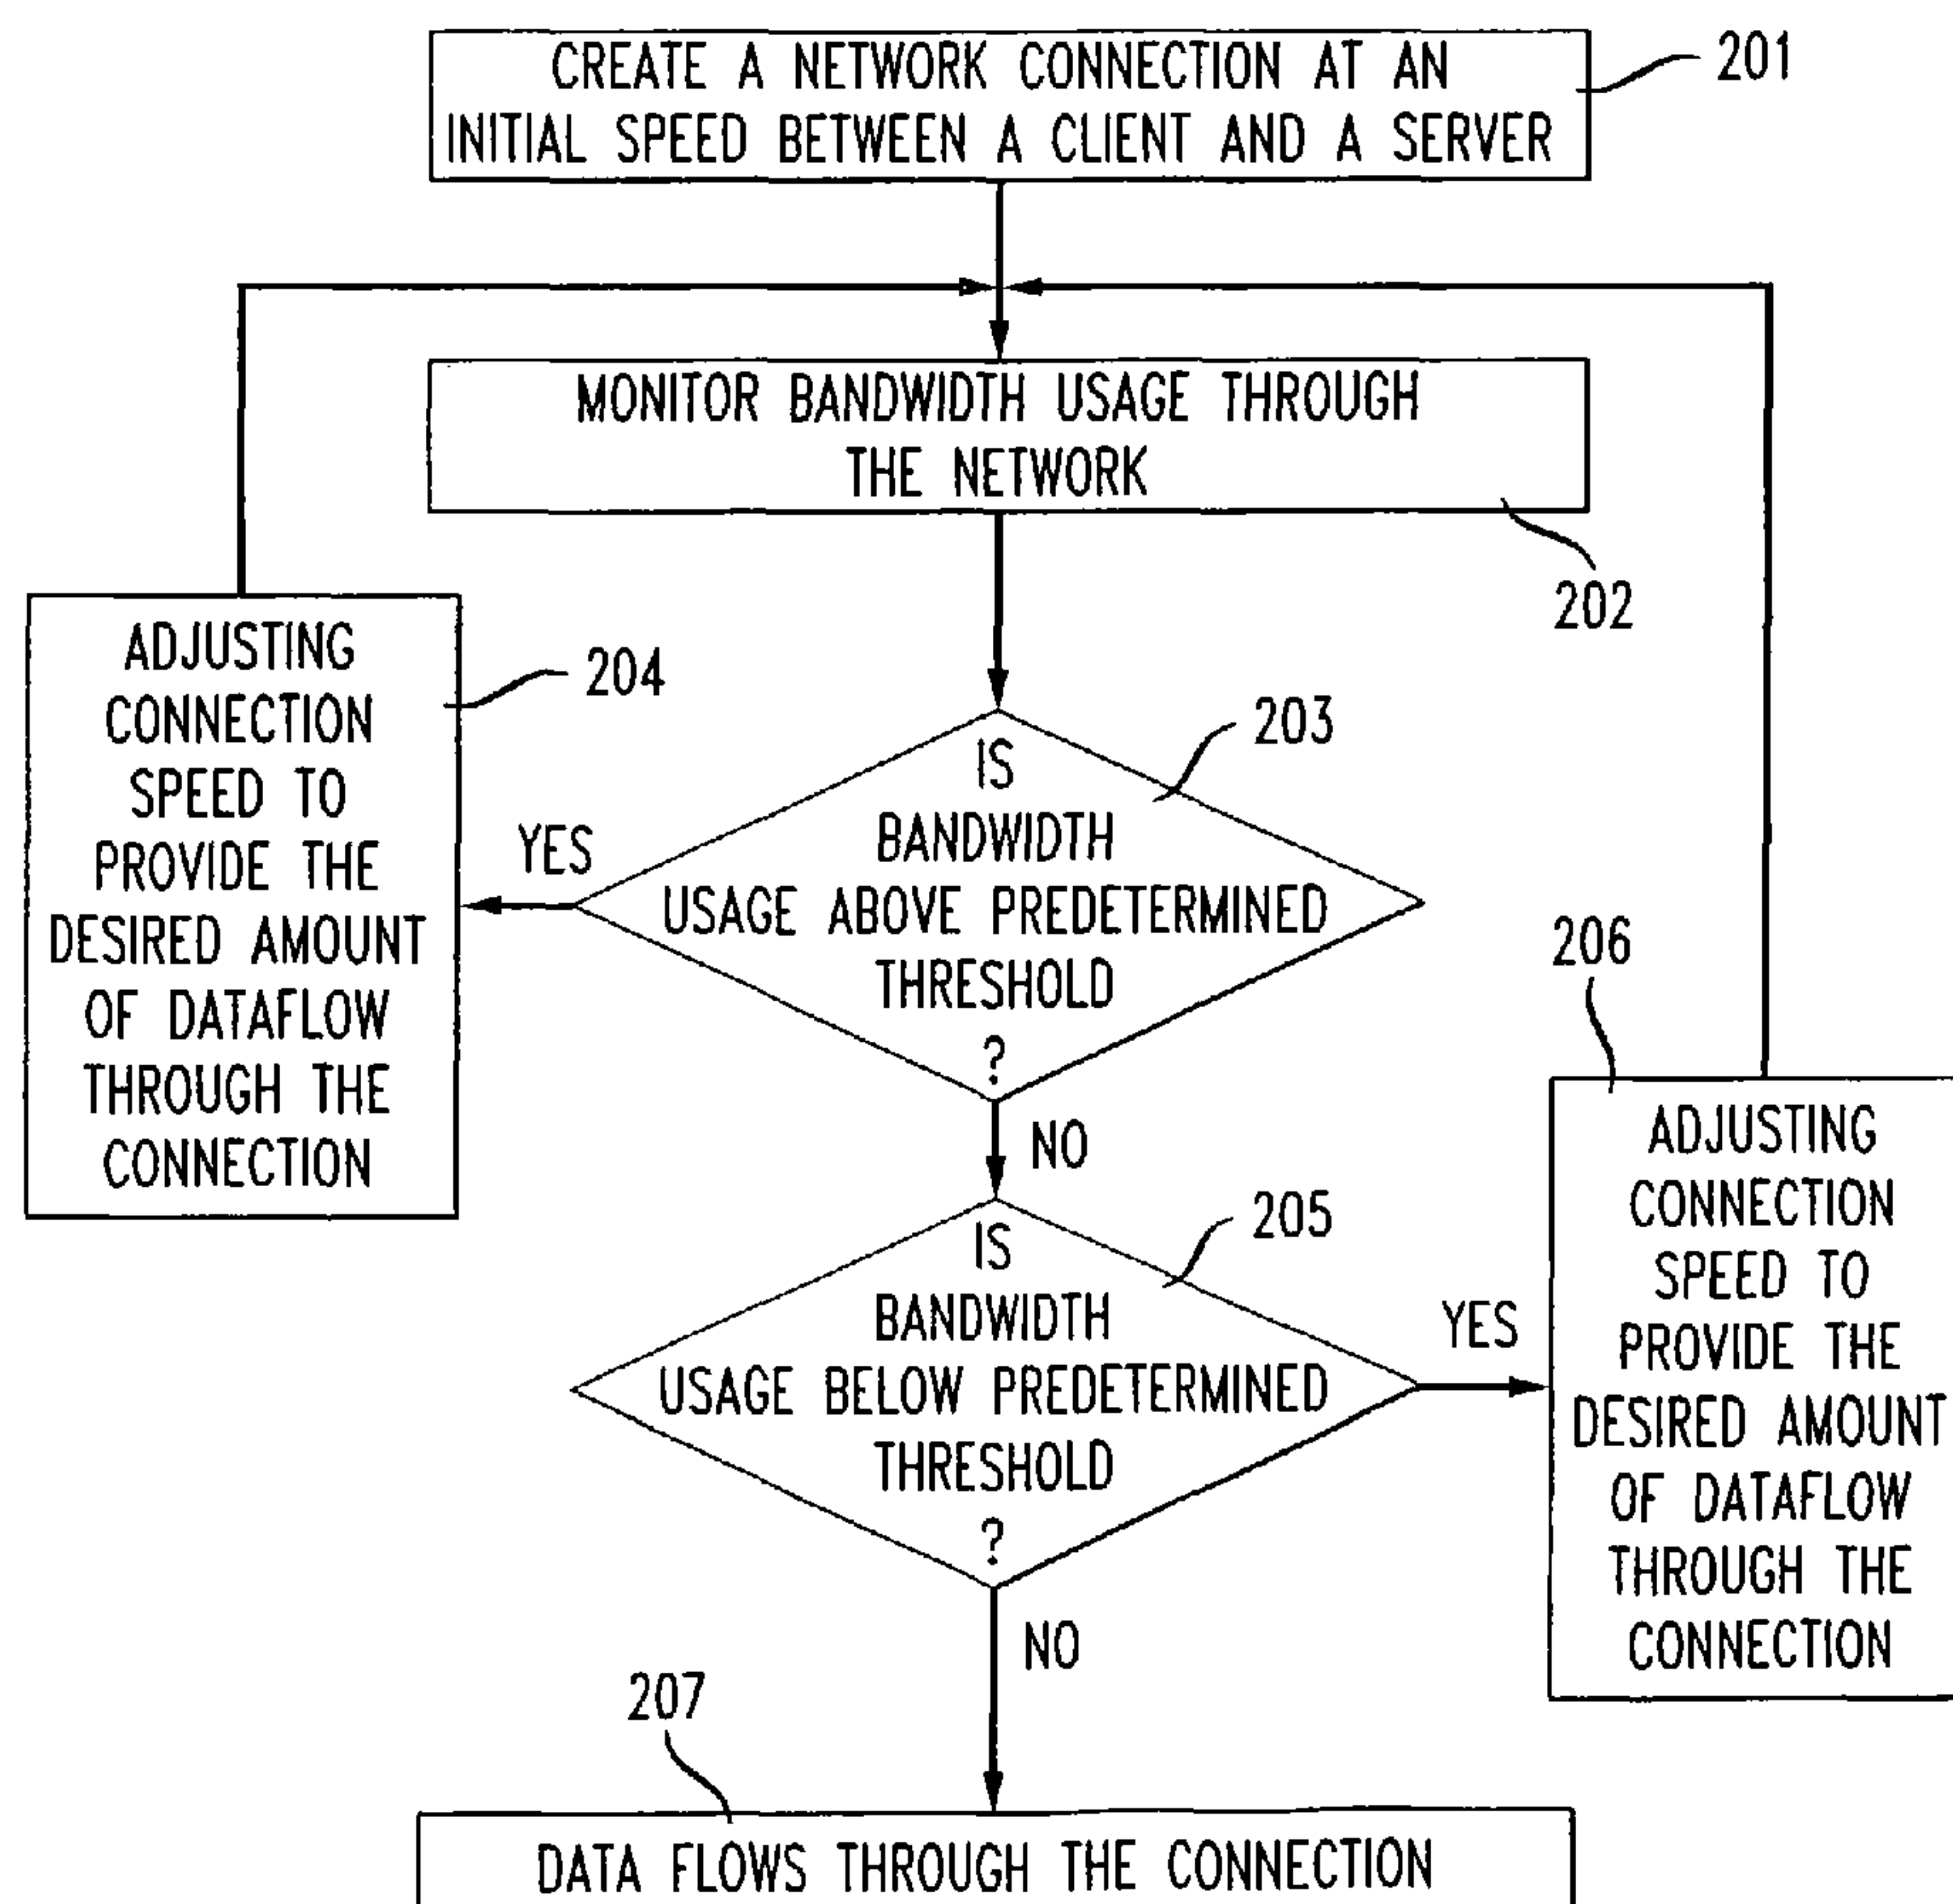 CREATE A NETWORK CONNECTION AT AN
INITIAL SPEED BETWEEN A CLIENT AND A SERVER
201
MONITOR BANDWIDTH USAGE THROUGH
THE NETWORK
202
ADJUSTING
CONNECTION
SPEED TO
PROVIDE THE
DESIRED AMOUNT
OF DATAFLOW
THROUGH THE
CONNECTION
204
YES
IS
BANDWIDTH
USAGE ABOVE PREDETERMINED
THRESHOLD
?
203
NO
IS
BANDWIDTH
USAGE BELOW PREDETERMINED
THRESHOLD
?
205
YES
206
ADJUSTING
CONNECTION
SPEED TO
PROVIDE THE
DESIRED AMOUNT
OF DATAFLOW
THROUGH THE
CONNECTION
NO
207
DATA FLOWS THROUGH THE CONNECTION